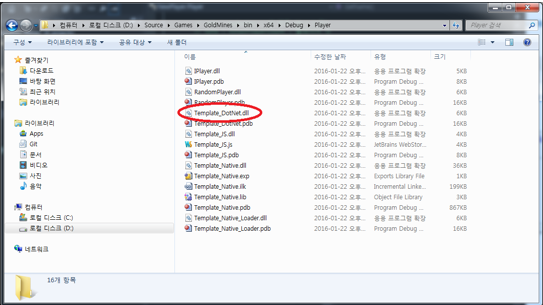 컴퓨터 ▸ 로컬 디스크 (D:) ▸ Source ▸ GoldMines ▸ bin ▸ x64 ▸ Debug ▸ Player
Player 검색
구성 라이브러리에 포함 공유 대상 새 폴더
즐겨찾기
다운로드
바탕 화면
최근 위치
라이브러리
라이브러리
Apps
Git
문서
비디오
사진
음악
컴퓨터
로컬 디스크 (C:)
로컬 디스크 (D:)
네트워크
이름 수정한 날짜 유형 크기
IPlayer.dll 2016-01-22 오후... 응용 프로그램 확장 5KB
IPlayer.pdb 2016-01-22 오후... Program Debug ... 8KB
RandomPlayer.dll 2016-01-22 오후... 응용 프로그램 확장 6KB
RandomPlayer.pdb 2016-01-22 오후... Program Debug ... 16KB
Template_DotNet.dll 2016-01-22 오후... 응용 프로그램 확장 6KB
Template_DotNet.pdb 2016-01-22 오후... Program Debug ... 16KB
Template_JS.dll 2016-01-22 오후... 응용 프로그램 확장 4KB
Template_JS.js 2016-01-22 오후... JetBrains WebStor... 4KB
Template_JS.pdb 2016-01-22 오후... Program Debug ... 8KB
Template_Native.dll 2016-01-22 오후... 응용 프로그램 확장 36KB
Template_Native.exp 2016-01-22 오후... Exports Library File 1KB
Template_Native.ilk 2016-01-22 오후... Incremental Linke... 199KB
Template_Native.lib 2016-01-22 오후... Object File Library 3KB
Template_Native.pdb 2016-01-22 오후... Program Debug ... 867KB
Template_Native_Loader.dll 2016-01-22 오후... 응용 프로그램 확장 6KB
Template_Native_Loader.pdb 2016-01-22 오후... Program Debug ... 16KB
16개 항목